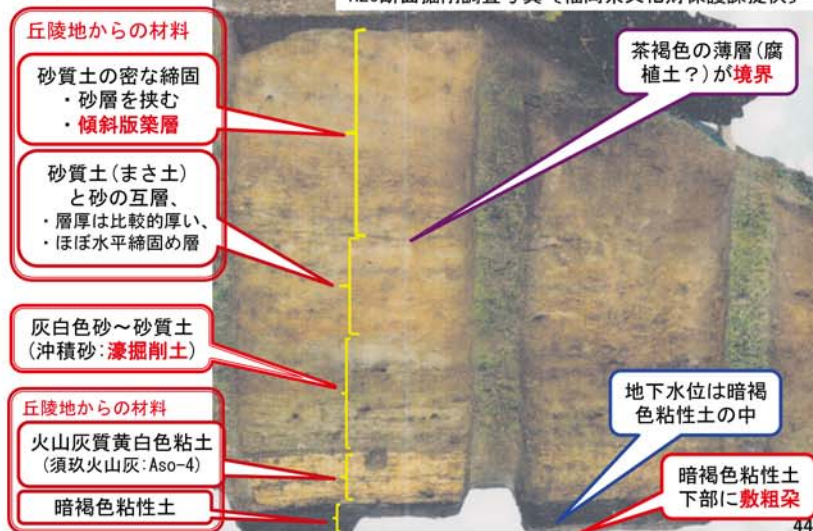 丘陵地からの材料
砂質土の密な締固
・砂層を挟む
・傾斜版築層
砂質土(まさ土)
と砂の互層、
・層厚は比較的厚い、
・ほぼ水平締固め層
灰白色砂～砂質土
(沖積砂:濠掘削土)
丘陵地からの材料
火山灰質黄白色粘土
(須玖火山灰:Aso-4)
暗褐色粘性土
茶褐色の薄層(腐
植土?)が境界
地下水位は暗褐
色粘性土の中
暗褐色粘性土
下部に敷粗朶
44